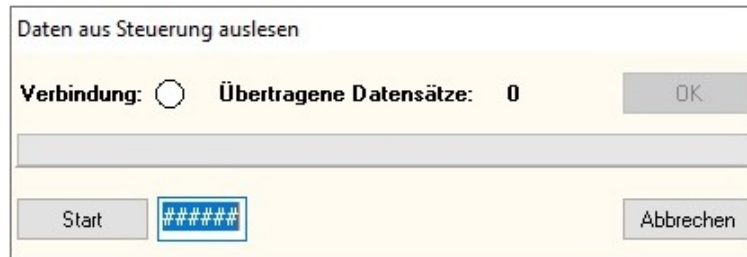 Daten aus Steuerung auslesen
Verbindung: Übertragene Datensätze: 0 OK
Start ###### Abbrechen